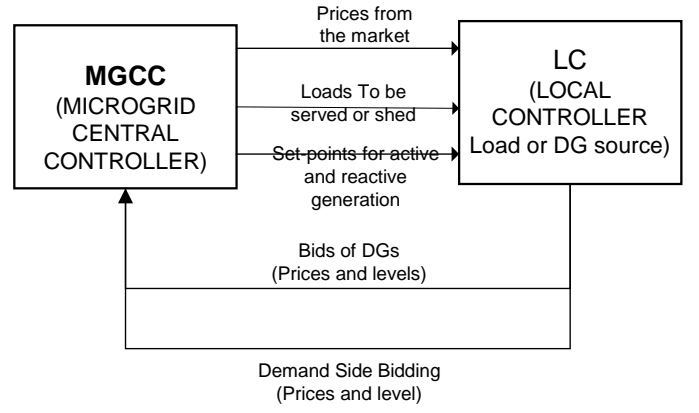 Prices from
the market
MGCC
(MICROGRID
CENTRAL
CONTROLLER)
LC
(LOCAL
CONTROLLER
Load or DG source)
Loads To be
served or shed
Set-points for active
and reactive
generation
Bids of DGs
(Prices and levels)
Demand Side Bidding
(Prices and level)